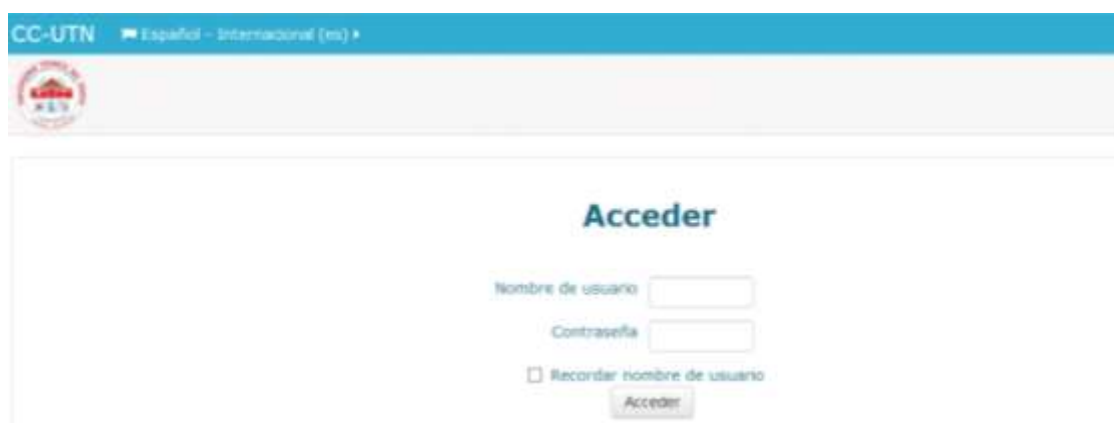 CC-UTN Español - Internacional (es)
Acceder
Nombre de usuario
Contraseña
Recordar nombre de usuario
Acceder